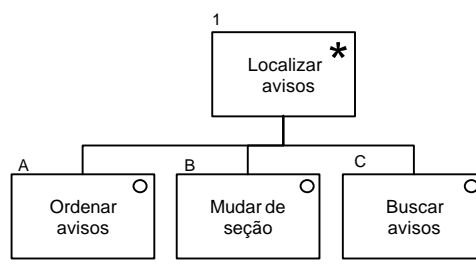 1
Localizar
avisos
*
A
Ordenar
avisos
B
Mudar de
seção
C
Buscar
avisos